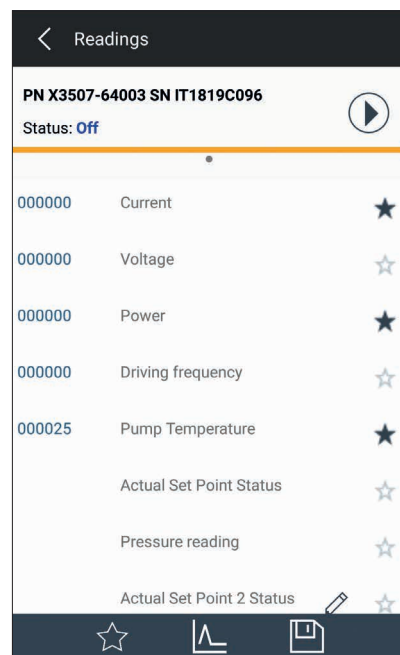 Readings
PN X3507-64003 SN IT1819C096
Status: Off
000000 Current
000000 Voltage
000000 Power
000000 Driving frequency
000025 Pump Temperature
Actual Set Point Status
Pressure reading
Actual Set Point 2 Status